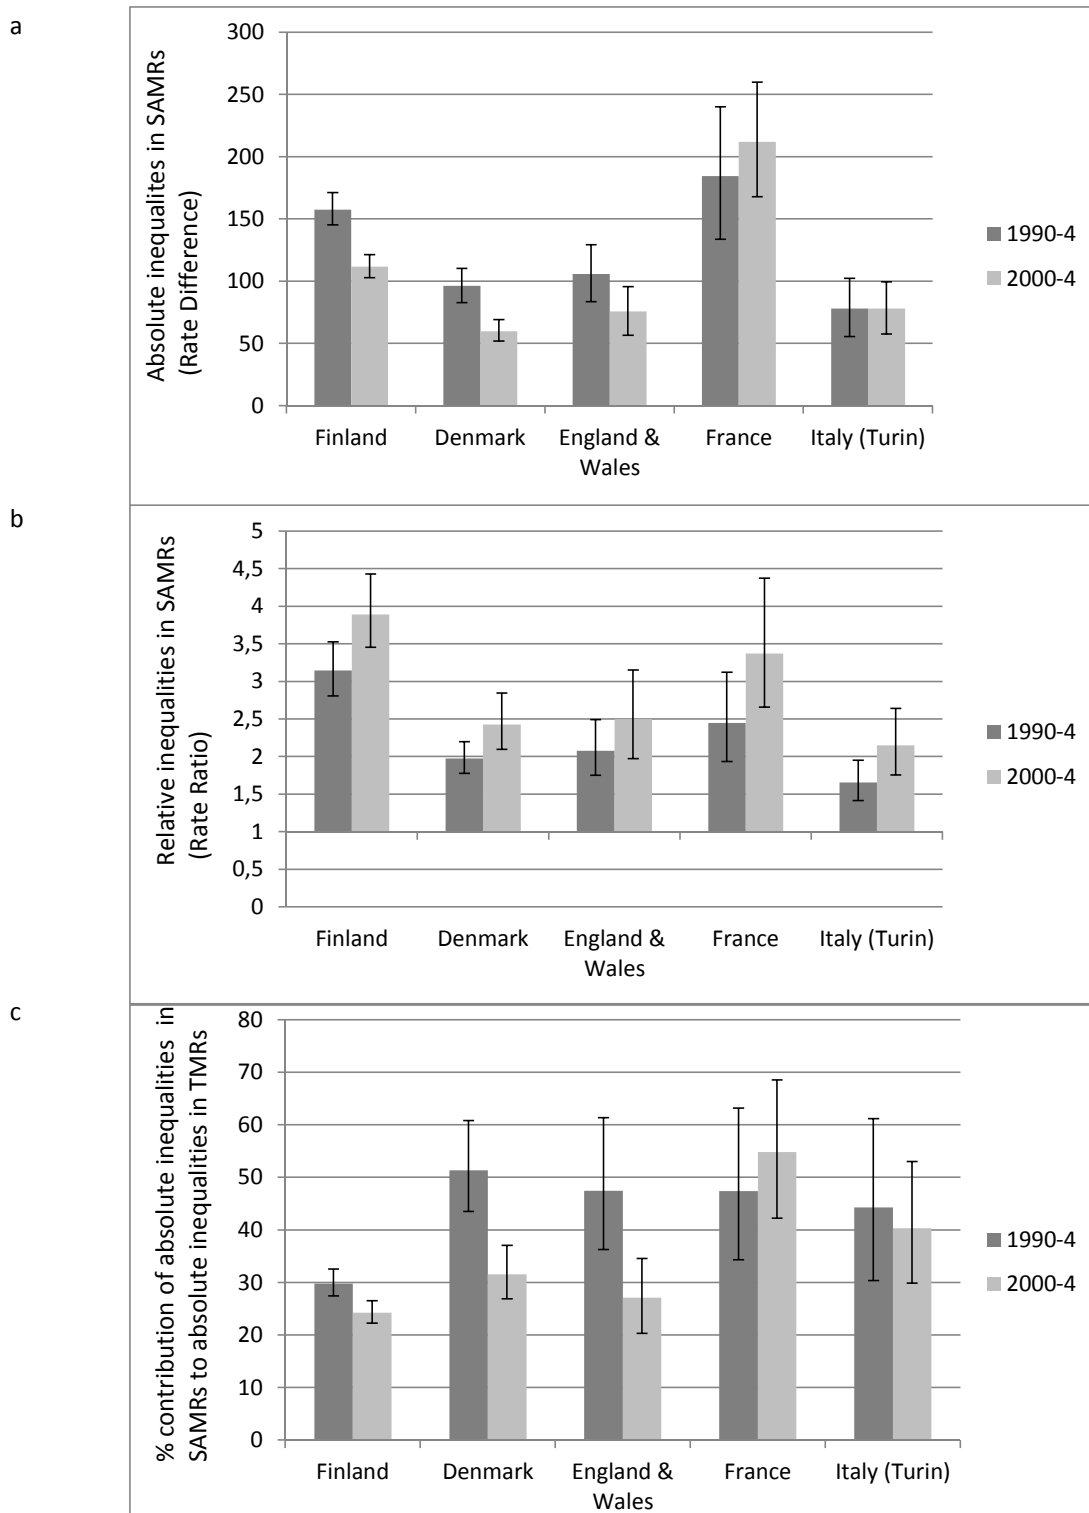 a
Absolute inequalites in SAMRs
(Rate Difference)
300
250
200
150
100
50
0
Finland
Denmark
England &
Wales
France
Italy (Turin)
1990-4
2000-4
b
Relative inequalities in SAMRs
(Rate Ratio)
5
4,5
4
3,5
3
2,5
2
1,5
1
0,5
0
Finland
Denmark
England &
Wales
France
Italy (Turin)
1990-4
2000-4
c
% contribution of absolute inequalities in
SAMRs to absolute inequalities in TMRs
80
70
60
50
40
30
20
10
0
Finland
Denmark
England &
Wales
France
Italy (Turin)
1990-4
2000-4